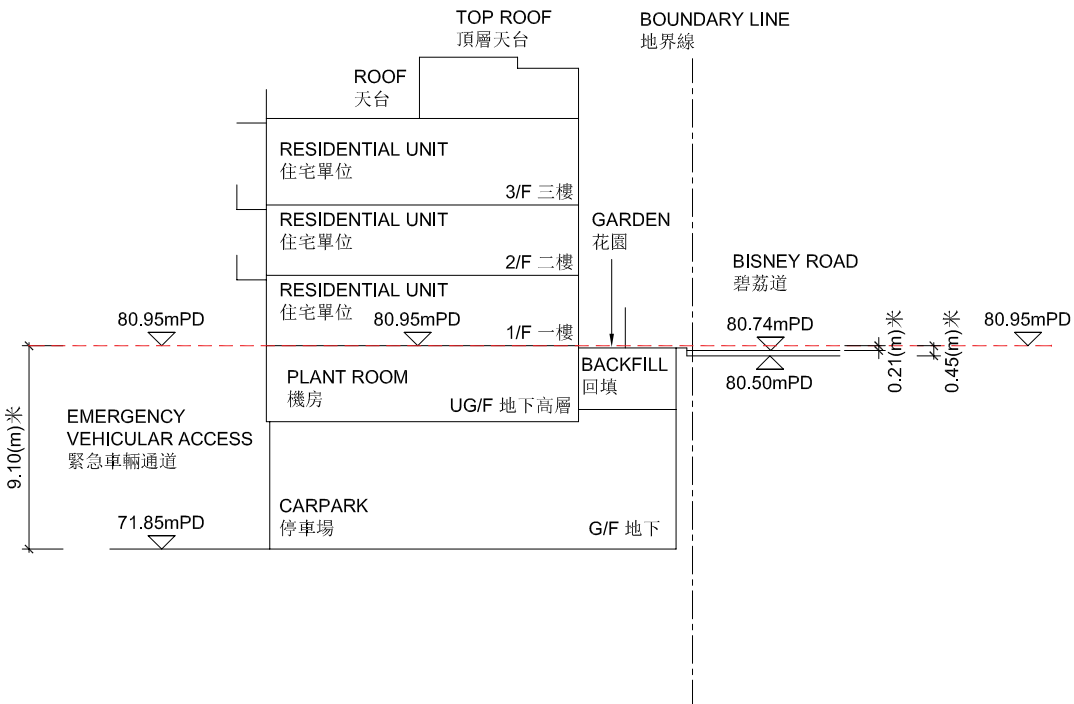 TOP ROOF
頂層天台
BOUNDARY LINE
地界線
ROOF
天台
RESIDENTIAL UNIT
住宅單位
3/F 三樓
RESIDENTIAL UNIT
住宅單位
2/F 二樓
GARDEN
花園
BISNEY ROAD
碧荔道
RESIDENTIAL UNIT
住宅單位
1/F 一樓
80.95mPD
80.95mPD
80.74mPD
80.95mPD
0.21(m)米
0.45(m)米
80.50mPD
PLANT ROOM
機房
UG/F 地下高層
BACKFILL
回填
9.10(m)米
EMERGENCY
VEHICULAR ACCESS
緊急車輛通道
71.85mPD
CARPARK
停車場
G/F 地下